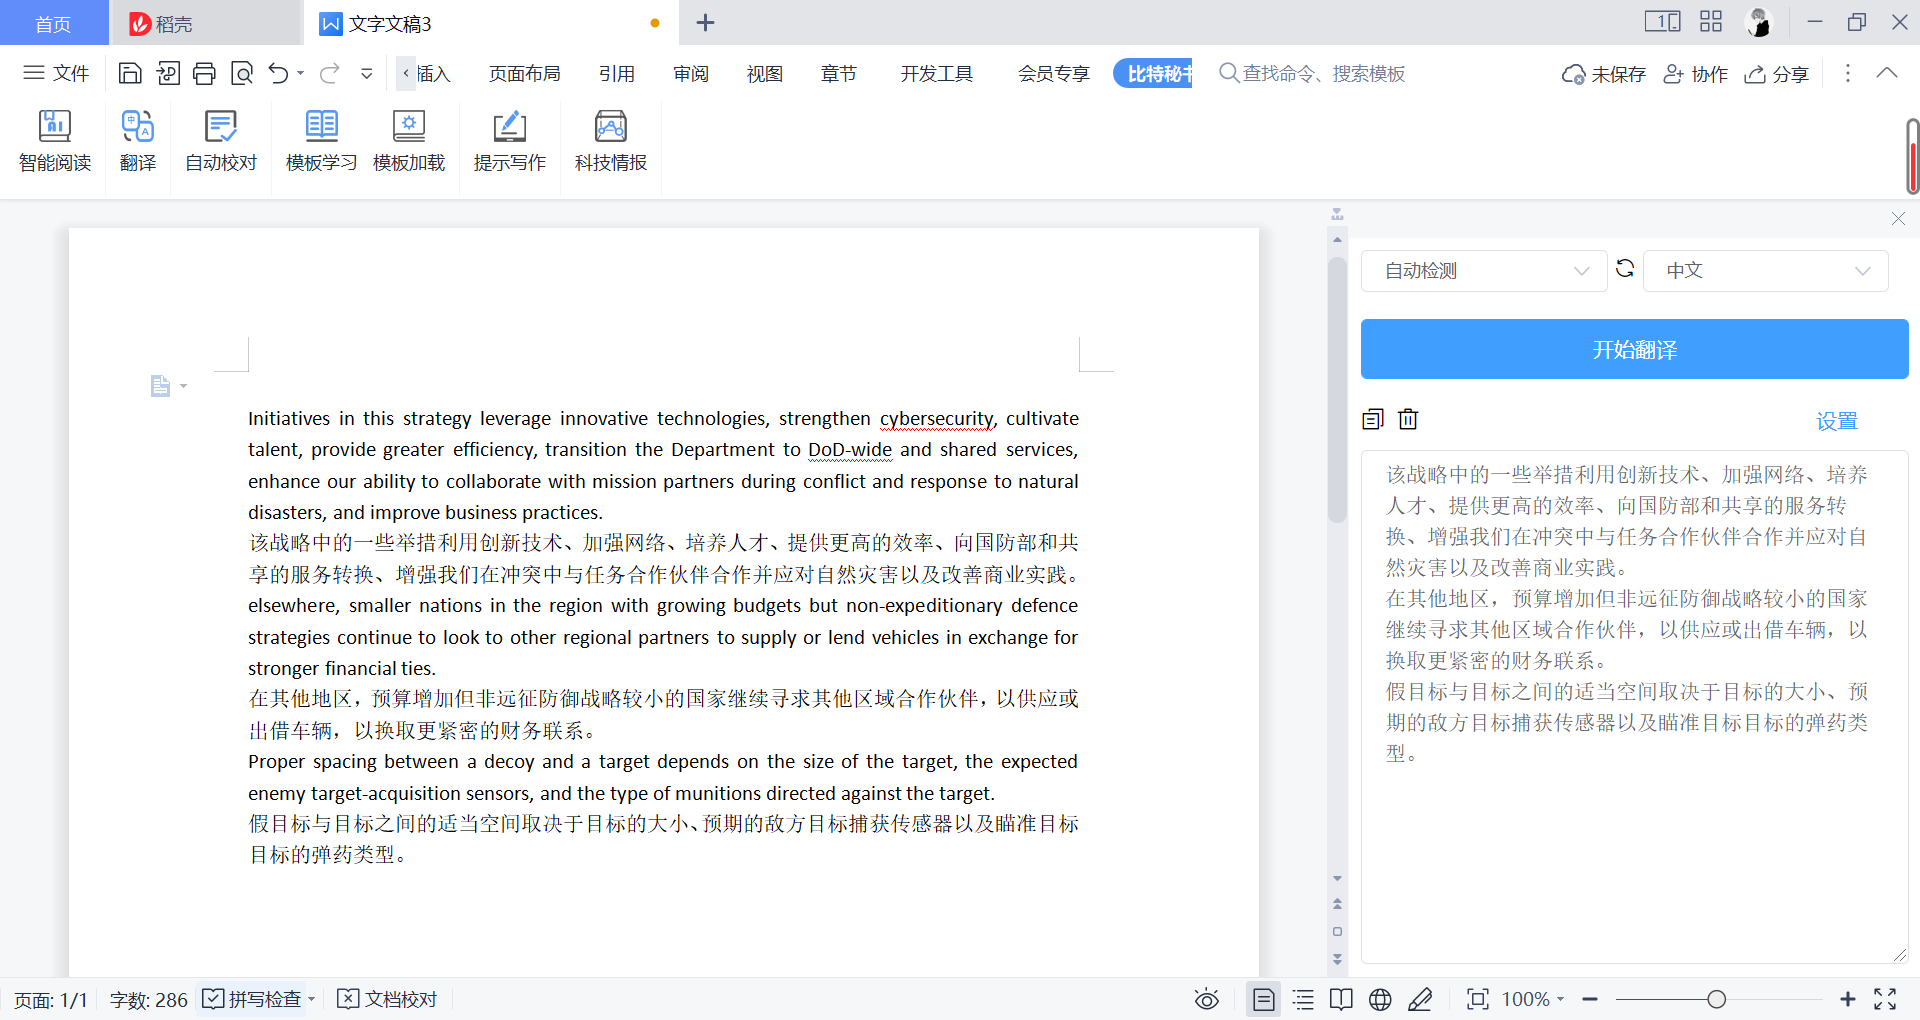 首页
稻壳
文字文稿3
文件
插入
页面布局
引用
审阅
视图
章节
开发工具
会员专享
比特秘书
查找命令、搜索模板
未保存
协作
分享
智能阅读
翻译
自动校对
模板学习
模板加载
提示写作
科技情报
自动检测
中文
开始翻译
设置
Initiatives in this strategy leverage innovative technologies, strengthen cybersecurity, cultivate
talent, provide greater efficiency, transition the Department to DoD-wide and shared services,
enhance our ability to collaborate with mission partners during conflict and response to natural
disasters, and improve business practices.
该战略中的一些举措利用创新技术、加强网络、培养人才、提供更高的效率、向国防部和共
享的服务转换、增强我们在冲突中与任务合作伙伴合作并应对自然灾害以及改善商业实践。
elsewhere, smaller nations in the region with growing budgets but non-expeditionary defence
strategies continue to look to other regional partners to supply or lend vehicles in exchange for
stronger financial ties.
在其他地区，预算增加但非远征防御战略较小的国家继续寻求其他区域合作伙伴，以供应或
出借车辆，以换取更紧密的财务联系。
Proper spacing between a decoy and a target depends on the size of the target, the expected
enemy target-acquisition sensors, and the type of munitions directed against the target.
假目标与目标之间的适当空间取决于目标的大小、预期的敌方目标捕获传感器以及瞄准目标
目标的弹药类型。
该战略中的一些举措利用创新技术、加强网络、培养
人才、提供更高的效率、向国防部和共享的服务转
换、增强我们在冲突中与任务合作伙伴合作并应对自
然灾害以及改善商业实践。
在其他地区，预算增加但非远征防御战略较小的国家
继续寻求其他区域合作伙伴，以供应或出借车辆，以
换取更紧密的财务联系。
假目标与目标之间的适当空间取决于目标的大小、预
期的敌方目标捕获传感器以及瞄准目标目标的弹药类
型。
页面: 1/1
字数: 286
拼写检查
文档校对
100%